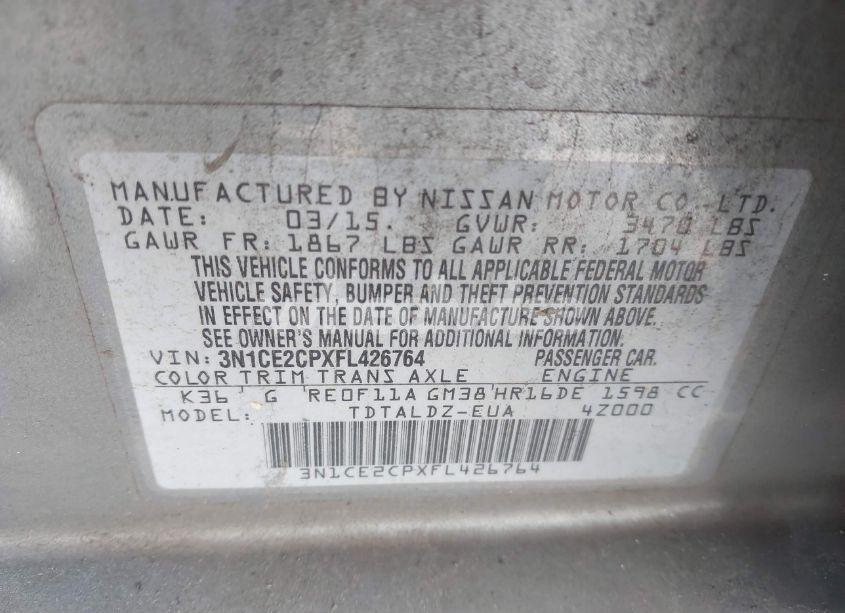 MANUFACTURED BY NISSAN MOTOR CO. LTD.
DATE: 03/15. GVWR: 3470 LBS
GAWR FR: 1867 LBS GAWR RR: 1704 LBS
THIS VEHICLE CONFORMS TO ALL APPLICABLE FEDERAL MOTOR
VEHICLE SAFETY, BUMPER AND THEFT PREVENTION STANDARDS
IN EFFECT ON THE DATE OF MANUFACTURE SHOWN ABOVE.
SEE OWNER'S MANUAL FOR ADDITIONAL INFORMATION.
VIN: 3N1CE2CPXFL426764 PASSENGER CAR.
COLOR TRIM TRANS AXLE ENGINE
K36 G RE0F11A GM38 HR16DE 1598 CC
MODEL: TDTALDZ-EUA 4Z000
3N1CE2CPXFL426764